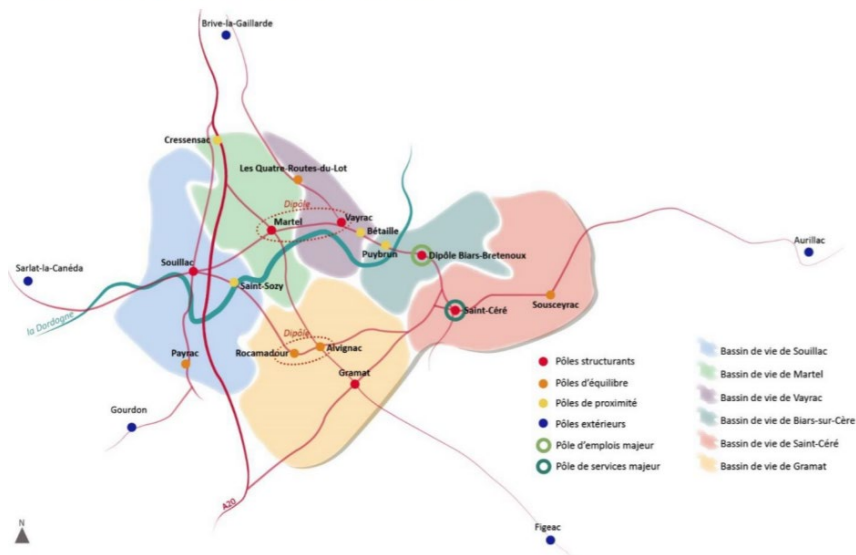 Brive-la-Gaillarde
Cressensac
Les Quatre-Routes-du-Lot
Dipôle
Martel
Vayrac
Bétaille
Puybrun
Dipôle Biars-Bretenoux
Aurillac
Souillac
Sarlat-la-Canéda
Saint-Sozy
la Dordogne
Saint-Céré
Sousceyrac
Dipôle
Rocamadour
Alvignac
Payrac
Gramat
Gourdon
A20
Figeac
N
Pôles structurants
Pôles d'équilibre
Pôles de proximité
Pôles extérieurs
Pôle d'emplois majeur
Pôle de services majeur
Bassin de vie de Souillac
Bassin de vie de Martel
Bassin de vie de Vayrac
Bassin de vie de Biars-sur-Cère
Bassin de vie de Saint-Céré
Bassin de vie de Gramat